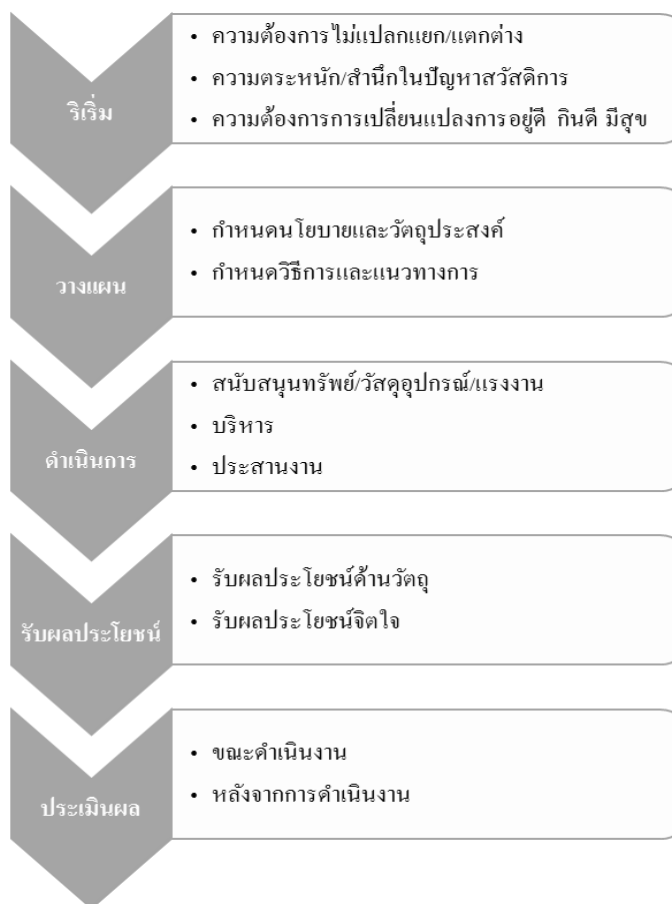 ริเริ่ม
• ความต้องการไม่แปลกแยก/แตกต่าง
• ความตระหนัก/สำนึกในปัญหาสวัสดิการ
• ความต้องการการเปลี่ยนแปลงการอยู่ดี กินดี มีสุข
วางแผน
• กำหนดนโยบายและวัตถุประสงค์
• กำหนดวิธีการและแนวทางการ
ดำเนินการ
• สนับสนุนทรัพย์/วัสดุอุปกรณ์/แรงงาน
• บริหาร
• ประสานงาน
รับผลประโยชน์
• รับผลประโยชน์ด้านวัตถุ
• รับผลประโยชน์จิตใจ
ประเมินผล
• ขณะดำเนินงาน
• หลังจากการดำเนินงาน